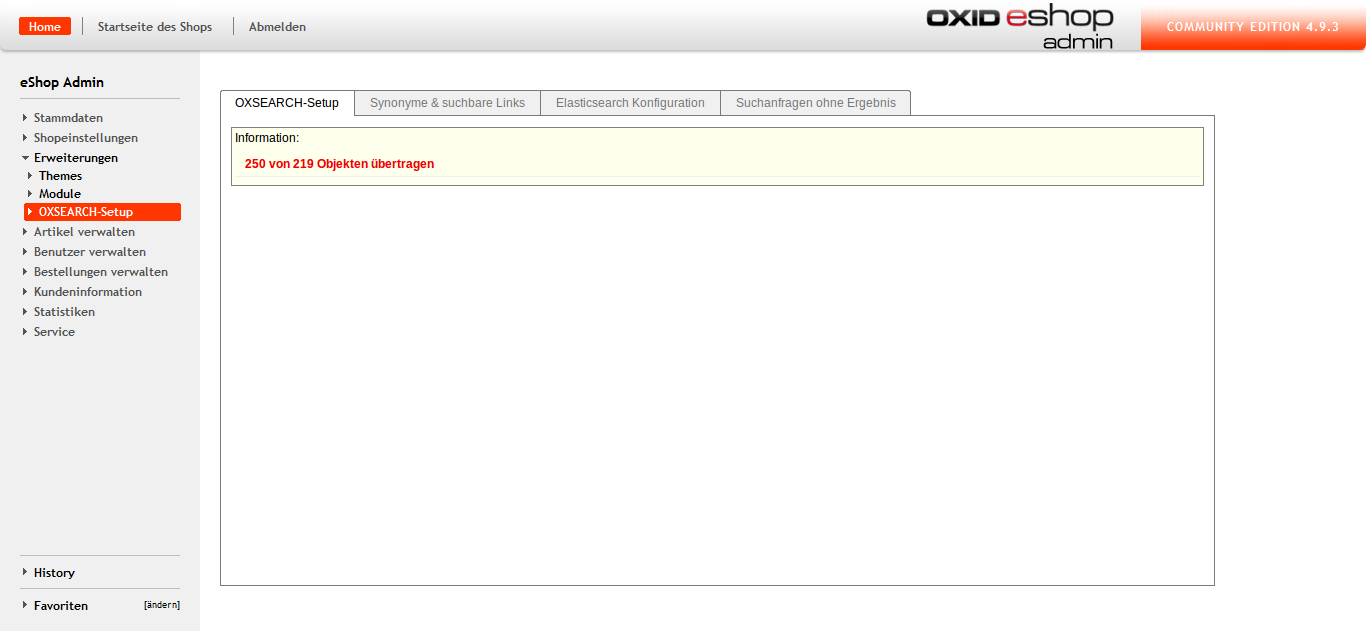 Home
Startseite des Shops
Abmelden
OXID eshop
admin
COMMUNITY EDITION 4.9.3
eShop Admin
Stammdaten
Shopeinstellungen
Erweiterungen
Themes
Module
OXSEARCH-Setup
Artikel verwalten
Benutzer verwalten
Bestellungen verwalten
Kundeninformation
Statistiken
Service
History
Favoriten [ändern]
OXSEARCH-Setup
Synonyme & suchbare Links
Elasticsearch Konfiguration
Suchanfragen ohne Ergebnis
Information:
250 von 219 Objekten übertragen